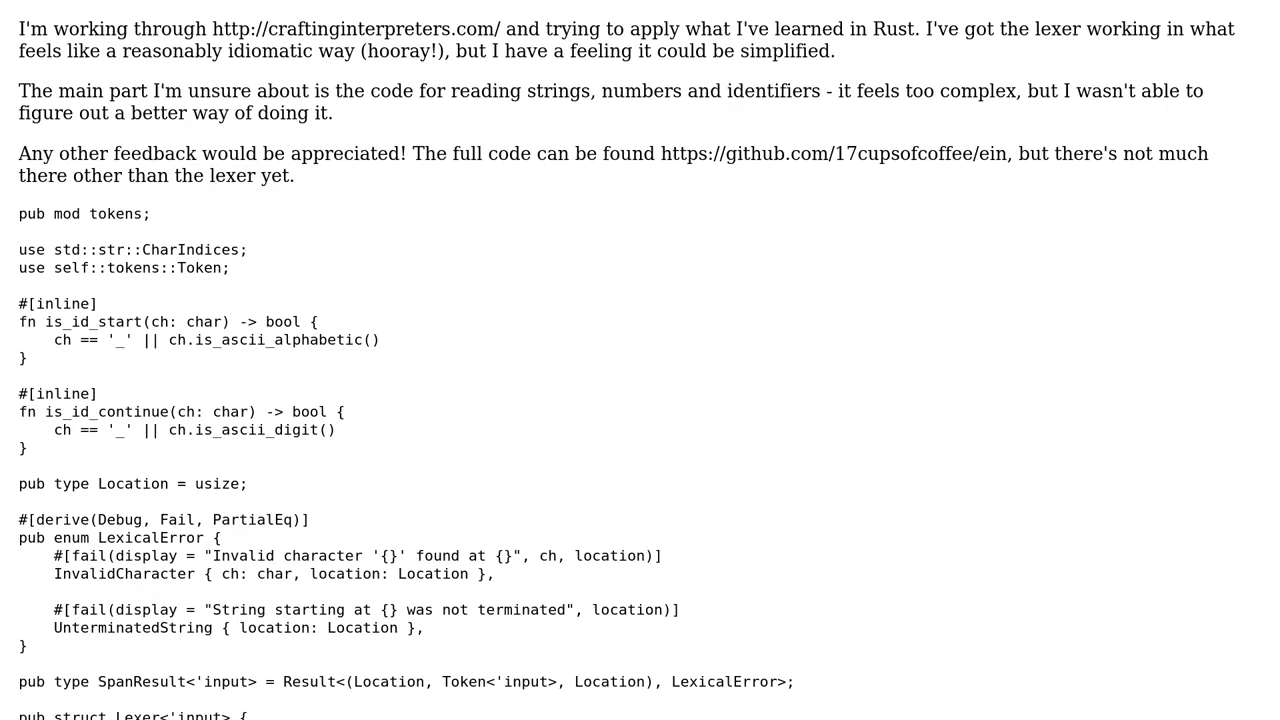 I'm working through http://craftinginterpreters.com/ and trying to apply what I've learned in Rust. I've got the lexer working in what
feels like a reasonably idiomatic way (hooray!), but I have a feeling it could be simplified.
The main part I'm unsure about is the code for reading strings, numbers and identifiers - it feels too complex, but I wasn't able to
figure out a better way of doing it.
Any other feedback would be appreciated! The full code can be found https://github.com/17cupsofcoffee/ein, but there's not much
there other than the lexer yet.
pub mod tokens;
use std::str::CharIndices;
use self::tokens::Token;
#[inline]
fn is_id_start(ch: char) -> bool {
    ch == '_' || ch.is_ascii_alphabetic()
}
#[inline]
fn is_id_continue(ch: char) -> bool {
    ch == '_' || ch.is_ascii_digit()
}
pub type Location = usize;
#[derive(Debug, Fail, PartialEq)]
pub enum LexicalError {
    #[fail(display = "Invalid character '{}' found at {}", ch, location)]
    InvalidCharacter { ch: char, location: Location },
    #[fail(display = "String starting at {} was not terminated", location)]
    UnterminatedString { location: Location },
}
pub type SpanResult<'input> = Result<(Location, Token<'input>, Location), LexicalError>;
pub struct Lexer<'input> {